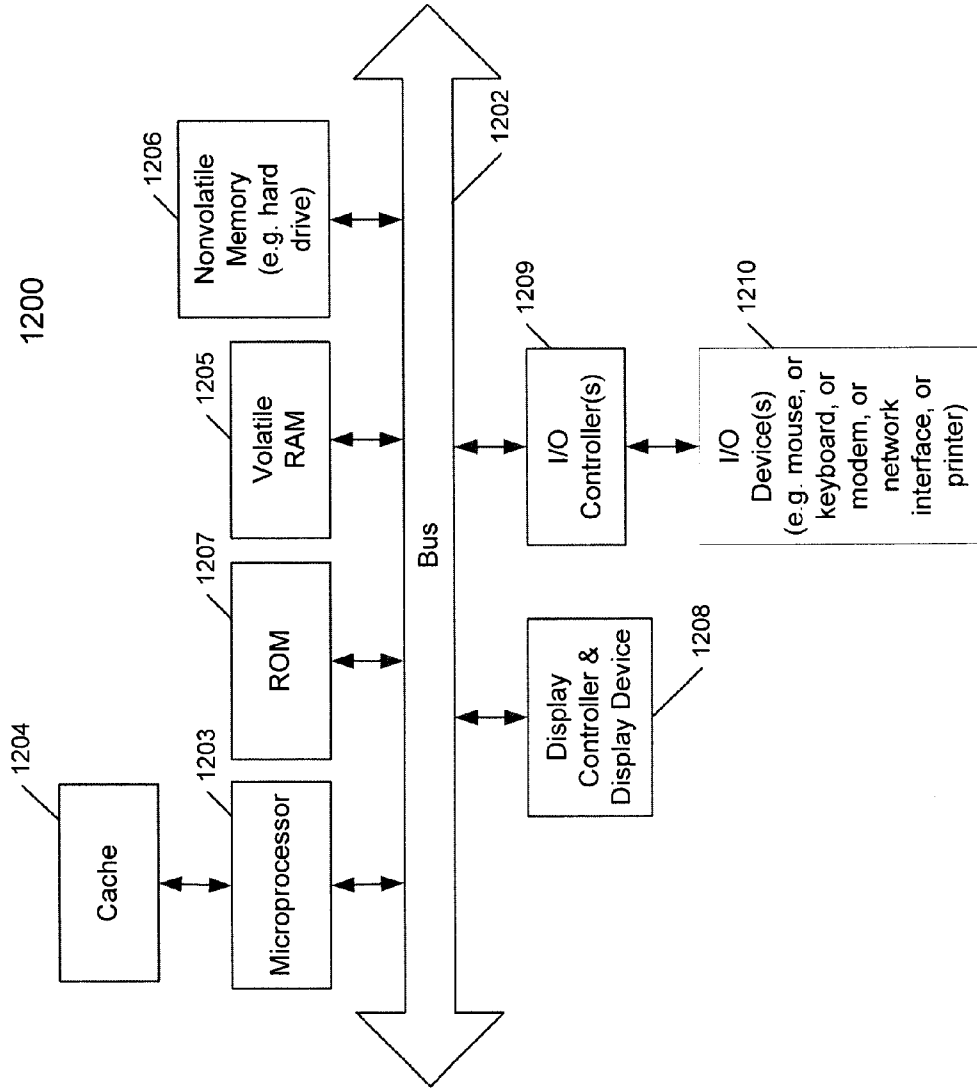 1200
1204
Cache
1203
Microprocessor
1207
ROM
1205
Volatile
RAM
1206
Nonvolatile
Memory
(e.g. hard
drive)
Bus
1202
Display
Controller &
Display Device
1208
I/O
Controller(s)
1209
I/O
Device(s)
(e.g. mouse, or
keyboard, or
modem, or
network
interface, or
printer)
1210